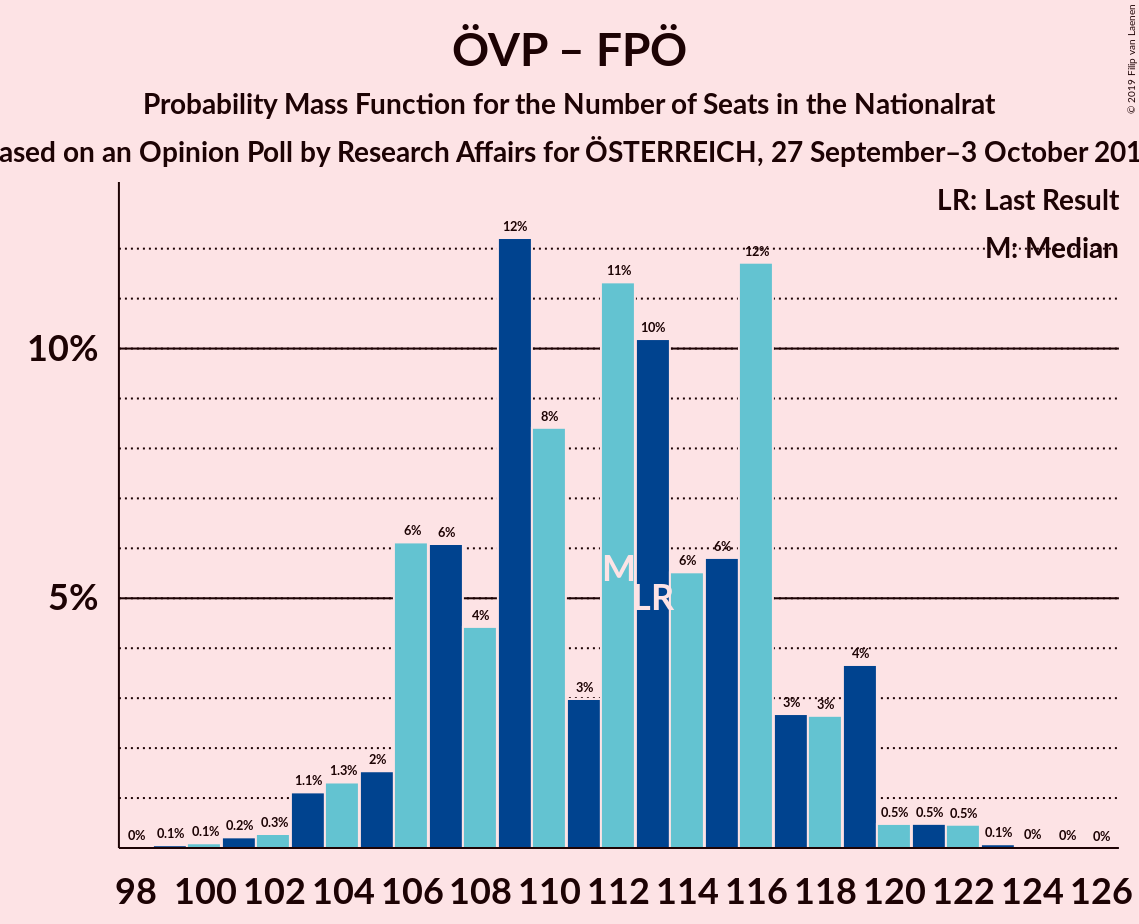 ÖVP – FPÖ
Probability Mass Function for the Number of Seats in the Nationalrat
ased on an Opinion Poll by Research Affairs for ÖSTERREICH, 27 September–3 October 201
© 2019 Filip van Laenen
LR: Last Result
M: Median
10%
5%
0% 0.1% 0.1% 0.2% 0.3% 1.1% 1.3% 2% 6% 6% 4% 12% 8% 3% 11% 10% 6% 6% 12% 3% 3% 4% 0.5% 0.5% 0.5% 0.1% 0% 0% 0%
M
LR
98 100 102 104 106 108 110 112 114 116 118 120 122 124 126